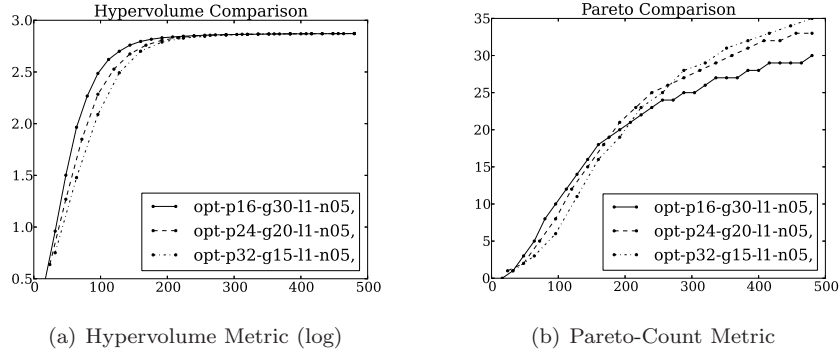 Hypervolume Comparison
3.0
2.5
2.0
1.5
1.0
0.5
0 100 200 300 400 500
opt-p16-g30-l1-n05,
opt-p24-g20-l1-n05,
opt-p32-g15-l1-n05,
(a) Hypervolume Metric (log)
Pareto Comparison
35
30
25
20
15
10
5
0
0 100 200 300 400 500
opt-p16-g30-l1-n05,
opt-p24-g20-l1-n05,
opt-p32-g15-l1-n05,
(b) Pareto-Count Metric